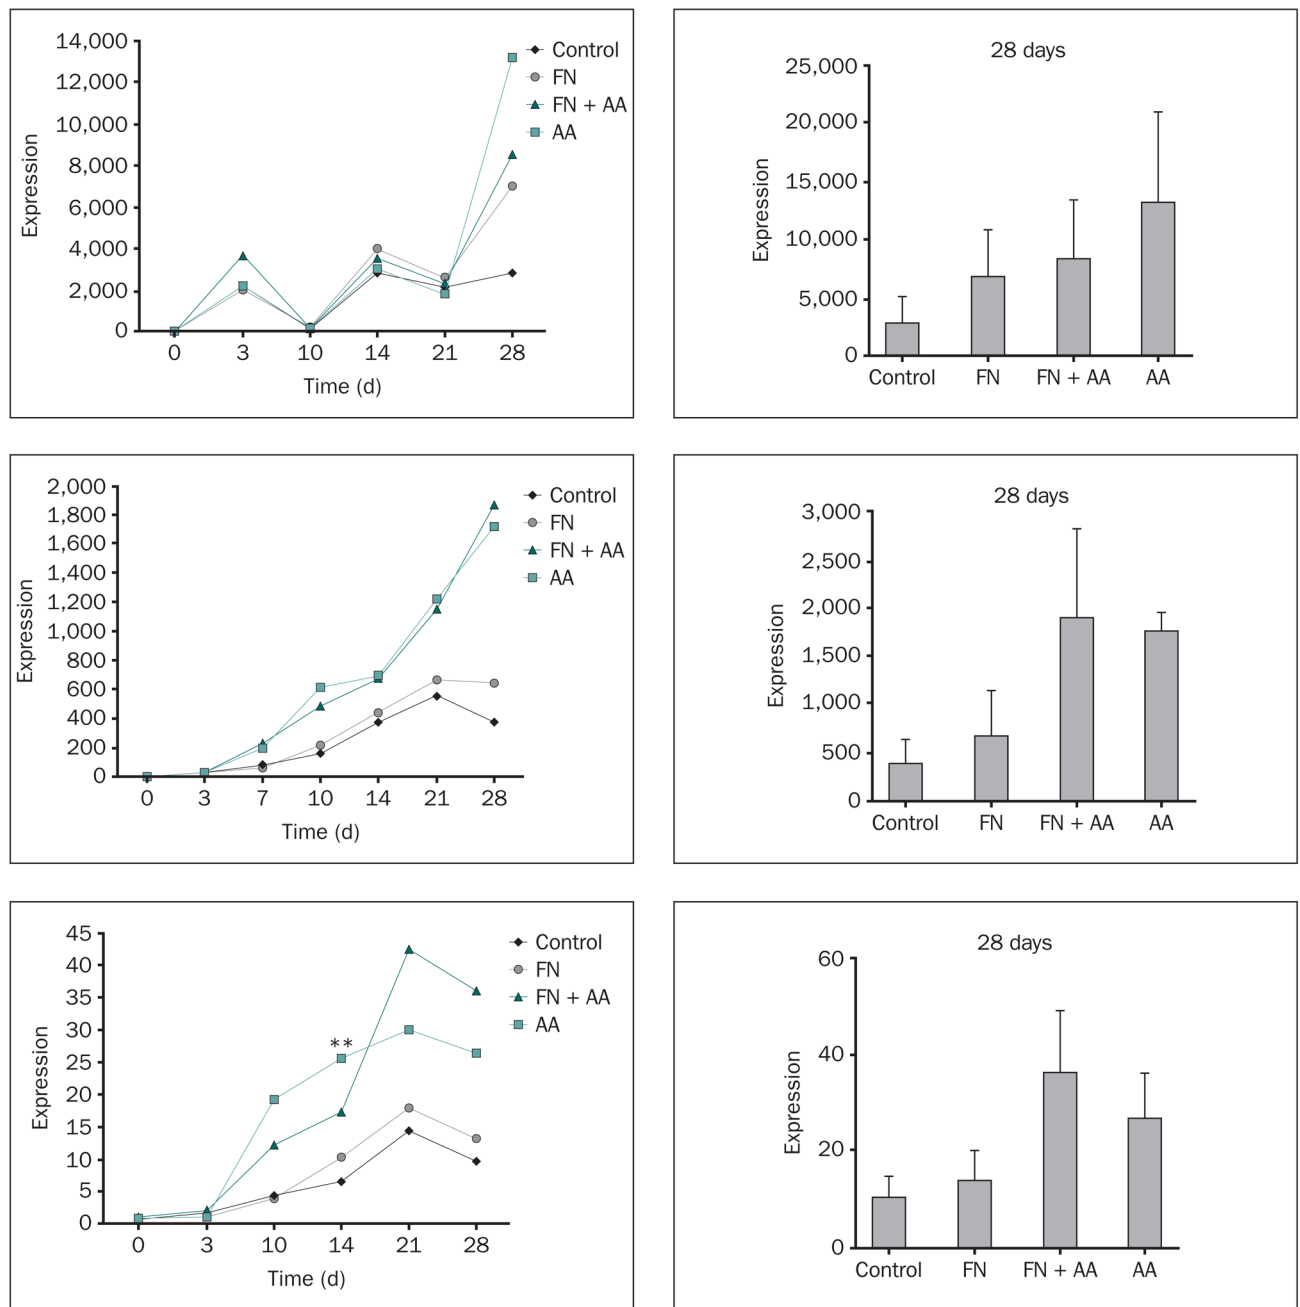 14,000
12,000
10,000
8,000
6,000
4,000
2,000
0
Expression
0 3 10 14 21 28
Time (d)
Control
FN
FN + AA
AA
28 days
25,000
20,000
15,000
10,000
5,000
0
Expression
Control FN FN + AA AA
2,000
1,800
1,600
1,400
1,200
1,000
800
600
400
200
0
Expression
0 3 7 10 14 21 28
Time (d)
Control
FN
FN + AA
AA
28 days
3,000
2,500
2,000
1,500
1,000
500
0
Expression
Control FN FN + AA AA
45
40
35
30
25
20
15
10
5
0
Expression
**
0 3 10 14 21 28
Time (d)
Control
FN
FN + AA
AA
28 days
60
40
20
0
Expression
Control FN FN + AA AA